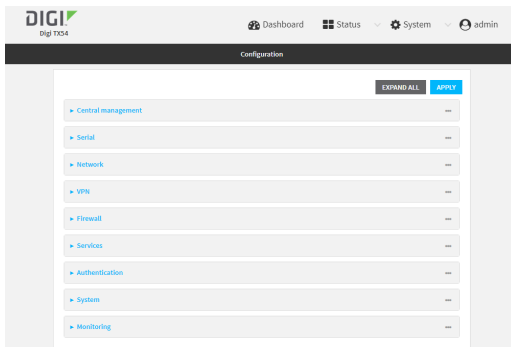 DIGI
Digi TX54
Dashboard Status System admin
Configuration
EXPAND ALL APPLY
Central management
Serial
Network
VPN
Firewall
Services
Authentication
System
Monitoring